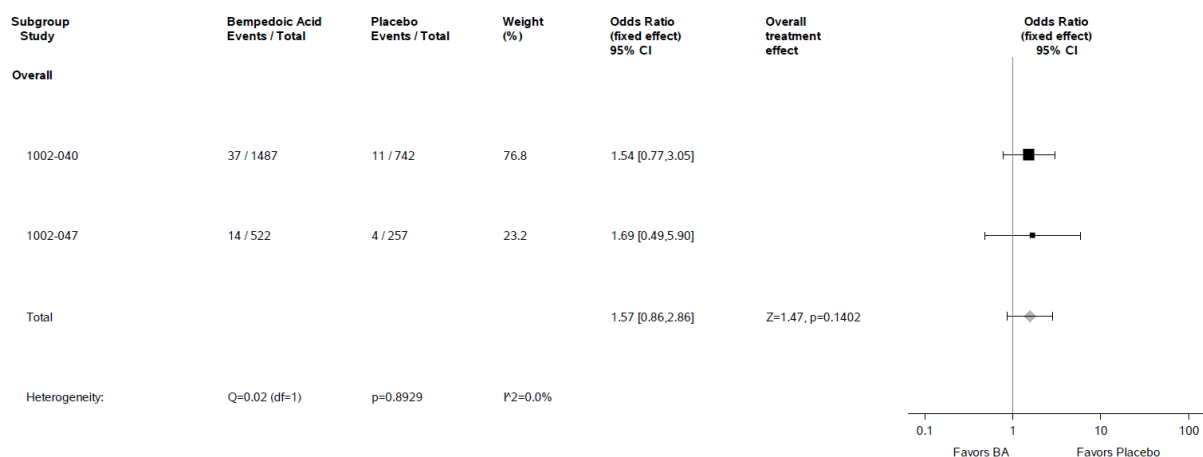 Subgroup Bempedoic Acid Placebo Weight Odds Ratio Overall Odds Ratio
Study Events / Total Events / Total (%) (fixed effect) treatment (fixed effect)
95% CI effect 95% CI
Overall
1002-040 37 / 1487 11 / 742 76.8 1.54 [0.77,3.05]
1002-047 14 / 522 4 / 257 23.2 1.69 [0.49,5.90]
Total 1.57 [0.86,2.86] Z=1.47, p=0.1402
Heterogeneity: Q=0.02 (df=1) p=0.8929 I^2=0.0%
0.1 1 10 100
Favors BA Favors Placebo